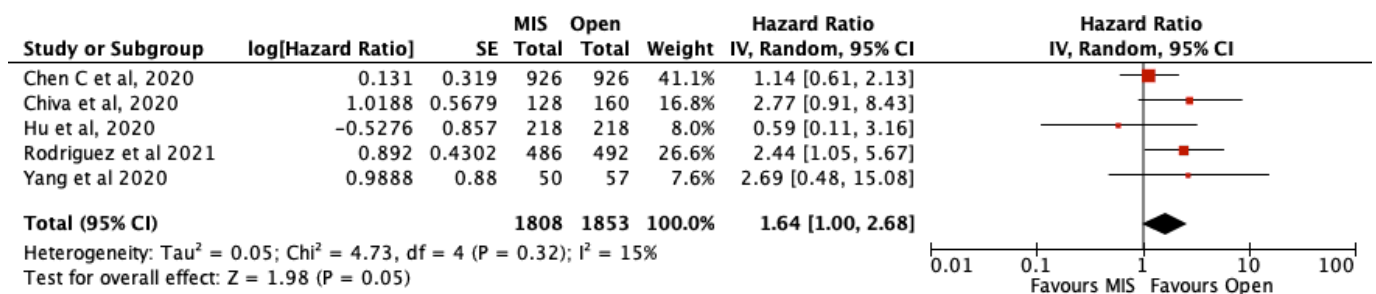 MIS Open Hazard Ratio Hazard Ratio
Study or Subgroup log[Hazard Ratio] SE Total Total Weight IV, Random, 95% CI IV, Random, 95% CI
Chen C et al, 2020 0.131 0.319 926 926 41.1% 1.14 [0.61, 2.13]
Chiva et al, 2020 1.0188 0.5679 128 160 16.8% 2.77 [0.91, 8.43]
Hu et al, 2020 −0.5276 0.857 218 218 8.0% 0.59 [0.11, 3.16]
Rodriguez et al 2021 0.892 0.4302 486 492 26.6% 2.44 [1.05, 5.67]
Yang et al 2020 0.9888 0.88 50 57 7.6% 2.69 [0.48, 15.08]
Total (95% CI) 1808 1853 100.0% 1.64 [1.00, 2.68]
Heterogeneity: Tau² = 0.05; Chi² = 4.73, df = 4 (P = 0.32); I² = 15%
Test for overall effect: Z = 1.98 (P = 0.05)
0.01 0.1 1 10 100
Favours MIS Favours Open